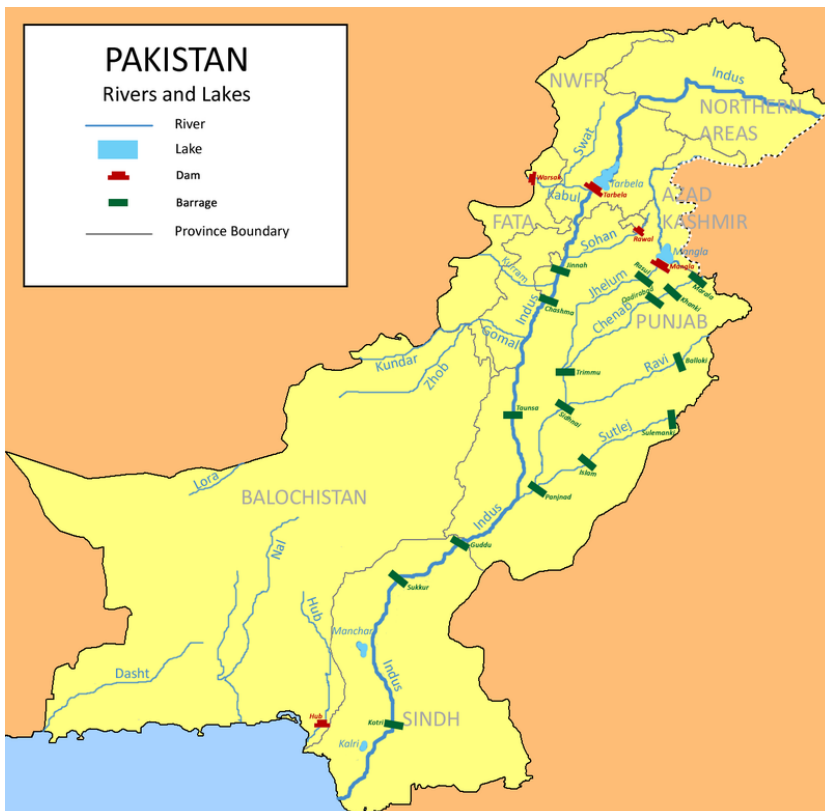 PAKISTAN
Rivers and Lakes
River
Lake
Dam
Barrage
Province Boundary
NWFP
Indus
NORTHERN
AREAS
Swat
Warsak
Kabul
Tarbela
Tarbela
AZAD
KASHMIR
FATA
Sohan
Rawal
Mangla
Mangla
Kurram
Jinnah
Jhelum
Rasul
Marala
Qadirabad
Khanki
Chashma
Indus
Chenab
PUNJAB
Gomal
Kundar
Zhob
Trimmu
Ravi
Balloki
Taunsa
Sidhnai
Sutlej
Sulemanki
Islam
Lora
BALOCHISTAN
Panjnad
Indus
Guddu
Nal
Sukkur
Hub
Manchar
Dasht
Indus
Hub
Kotri
SINDH
Kalri